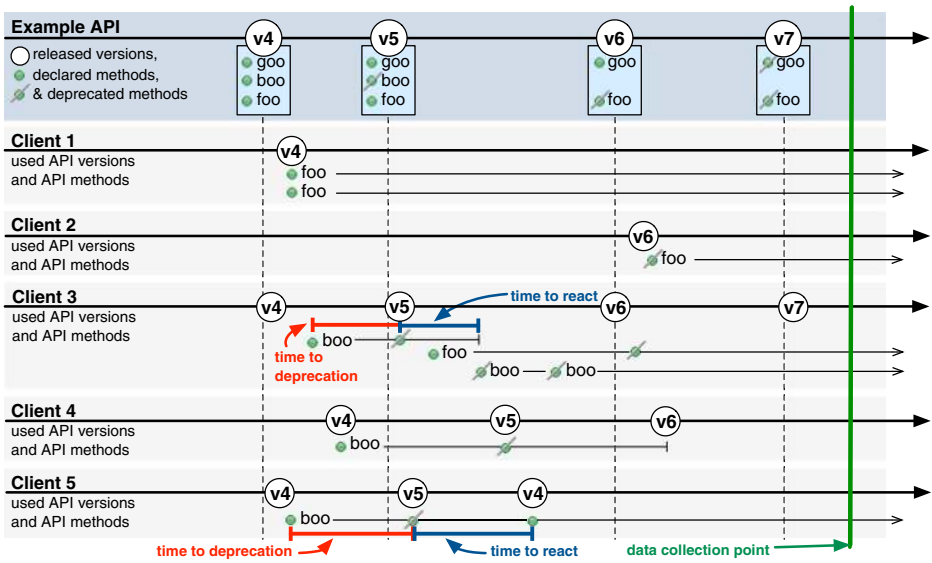 Example API
released versions,
declared methods,
& deprecated methods
v4
v5
v6
v7
goo
boo
foo
goo
boo
foo
goo
foo
goo
foo
Client 1
used API versions
and API methods
v4
foo
foo
Client 2
used API versions
and API methods
v6
foo
Client 3
used API versions
and API methods
v4
v5
v6
v7
time to react
time to
deprecation
boo
foo
boo
boo
Client 4
used API versions
and API methods
v4
v5
v6
boo
Client 5
used API versions
and API methods
v4
v5
v4
boo
time to deprecation
time to react
data collection point